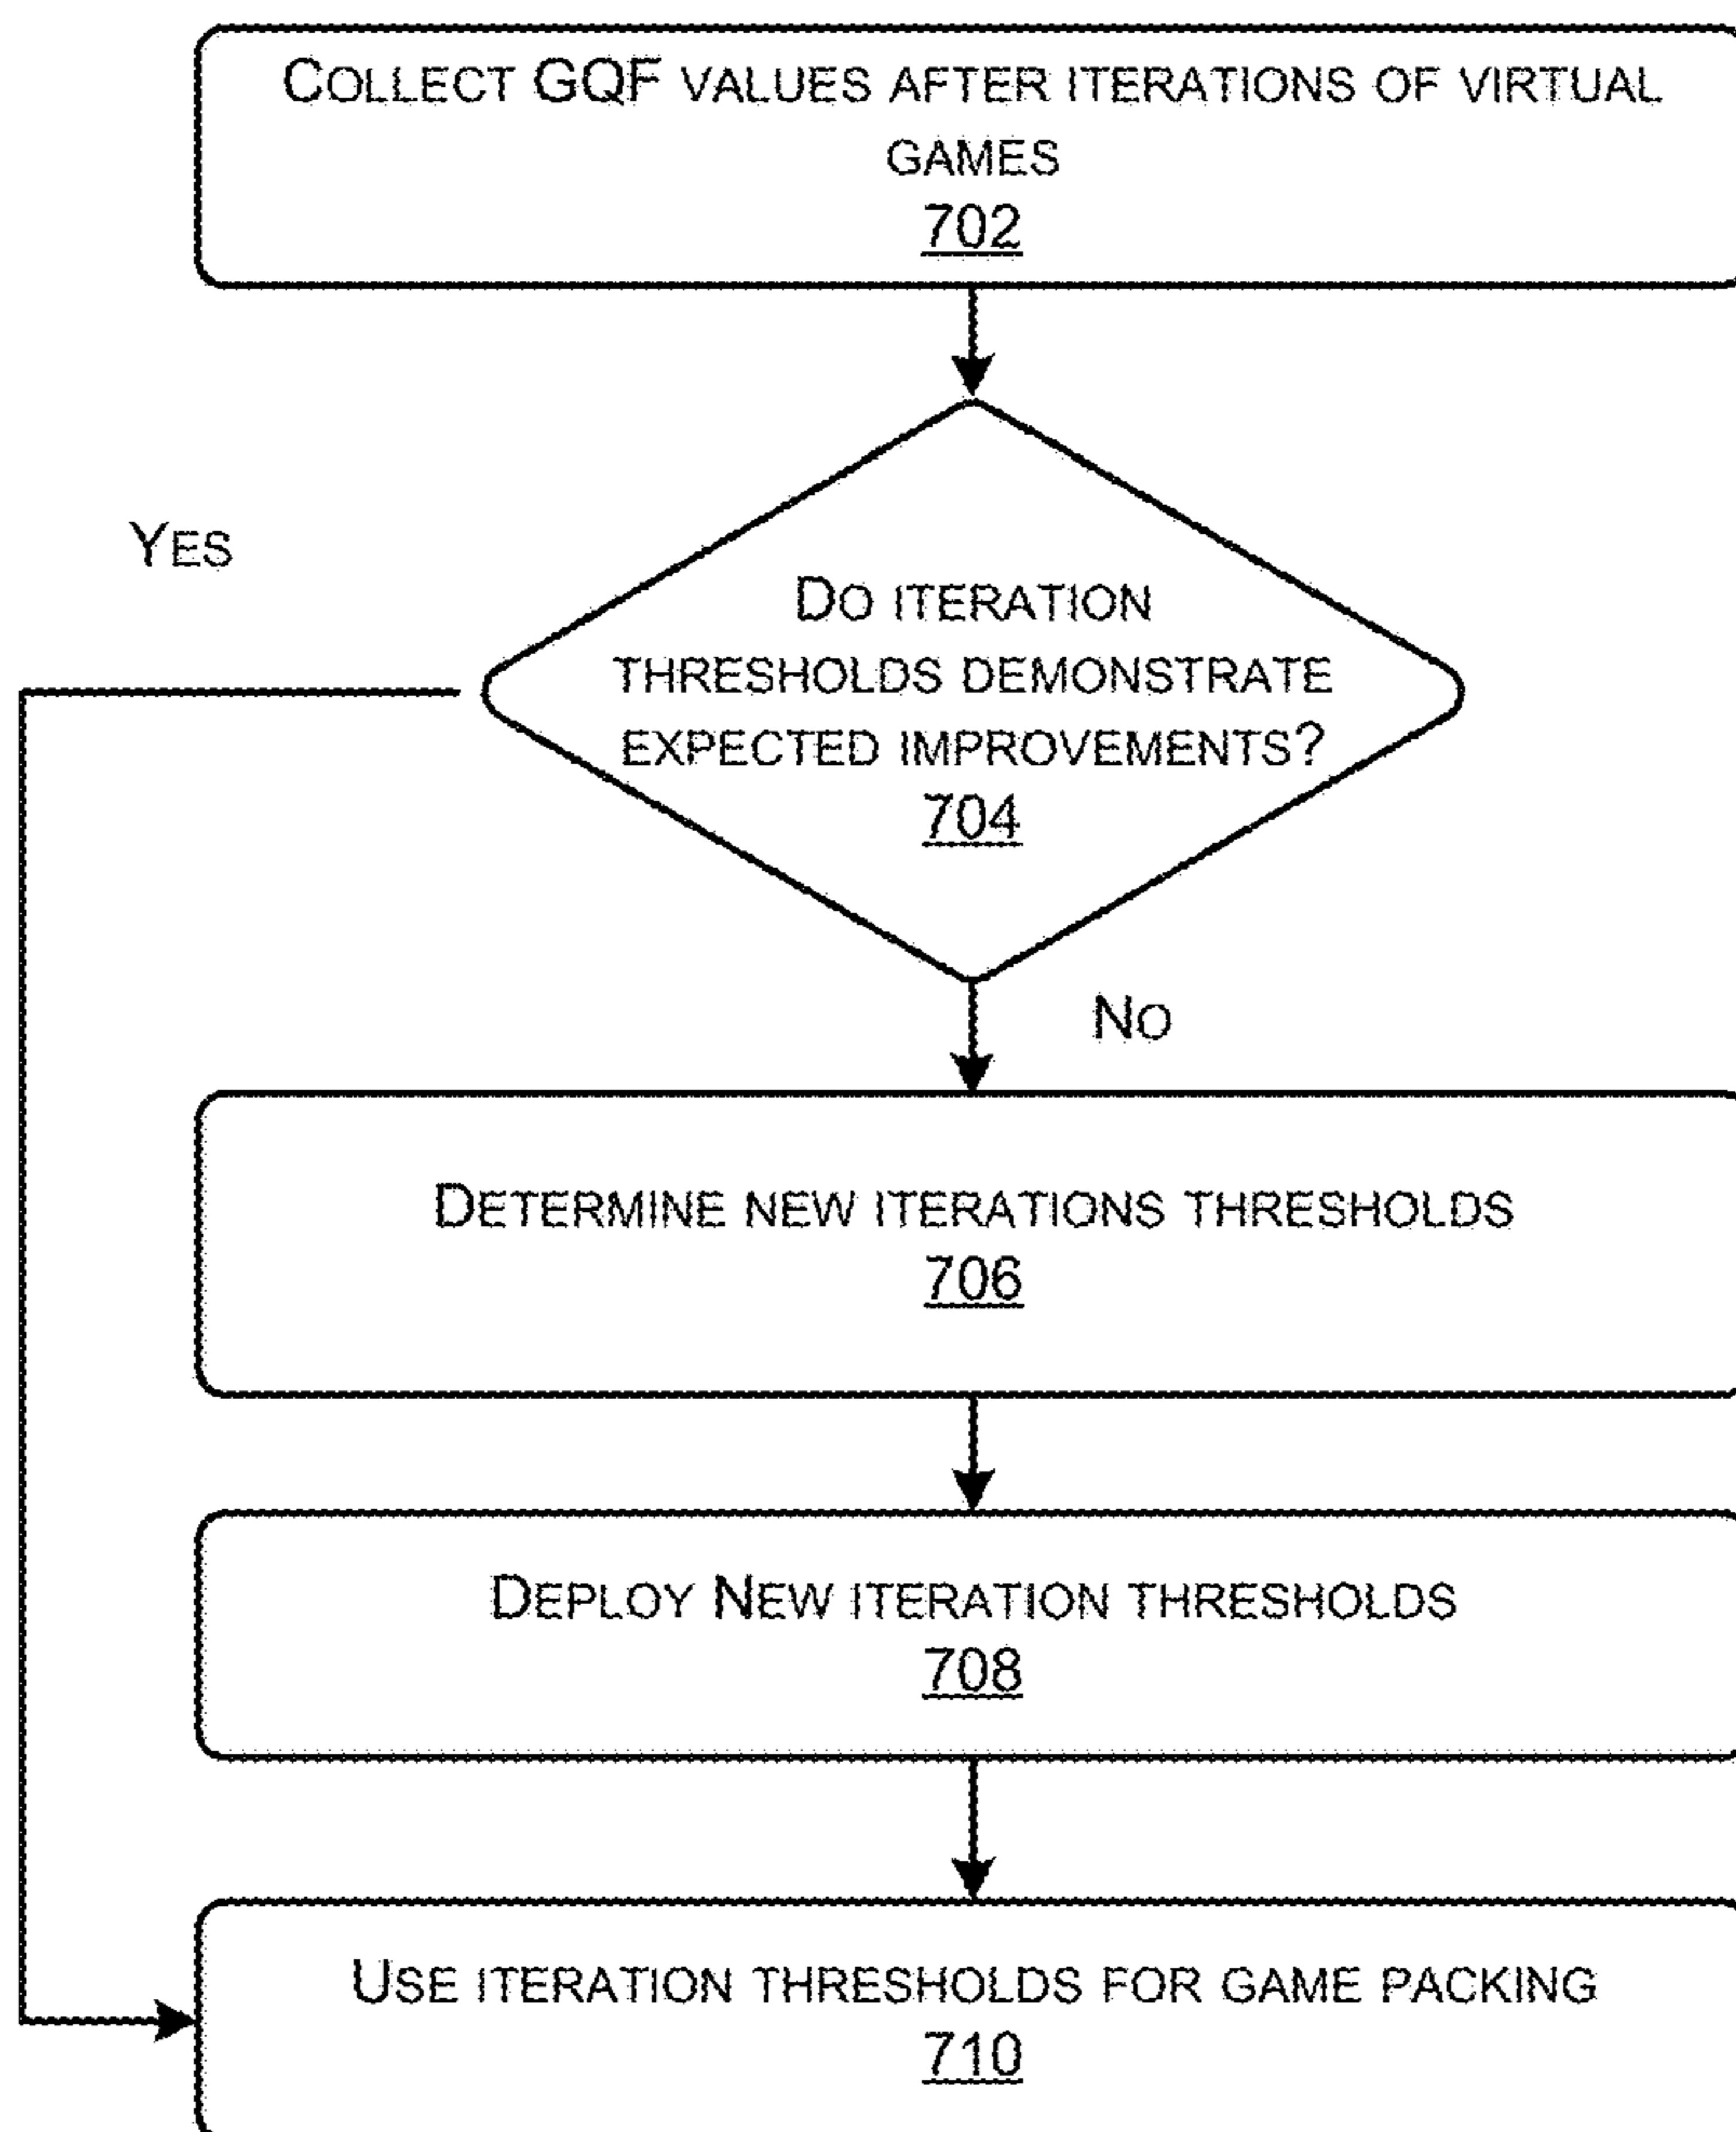 COLLECT GQF VALUES AFTER ITERATIONS OF VIRTUAL
GAMES
702
YES
DO ITERATION
THRESHOLDS DEMONSTRATE
EXPECTED IMPROVEMENTS?
704
NO
DETERMINE NEW ITERATIONS THRESHOLDS
706
DEPLOY NEW ITERATION THRESHOLDS
708
USE ITERATION THRESHOLDS FOR GAME PACKING
710